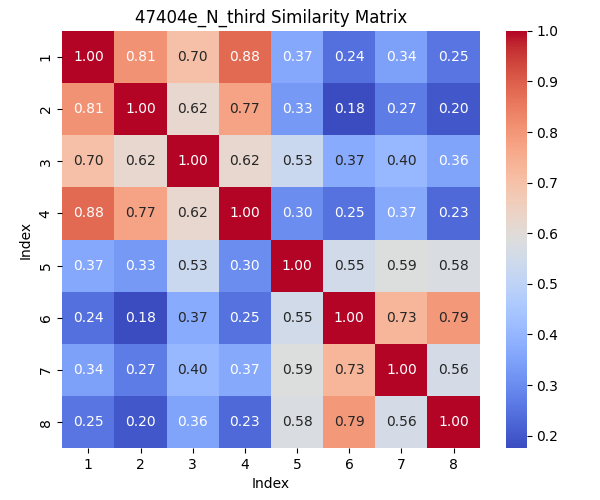 47404e_N_third Similarity Matrix
1 1.00 0.81 0.70 0.88 0.37 0.24 0.34 0.25
2 0.81 1.00 0.62 0.77 0.33 0.18 0.27 0.20
3 0.70 0.62 1.00 0.62 0.53 0.37 0.40 0.36
4 0.88 0.77 0.62 1.00 0.30 0.25 0.37 0.23
5 0.37 0.33 0.53 0.30 1.00 0.55 0.59 0.58
6 0.24 0.18 0.37 0.25 0.55 1.00 0.73 0.79
7 0.34 0.27 0.40 0.37 0.59 0.73 1.00 0.56
8 0.25 0.20 0.36 0.23 0.58 0.79 0.56 1.00
1 2 3 4 5 6 7 8
Index
Index
1.0
0.9
0.8
0.7
0.6
0.5
0.4
0.3
0.2